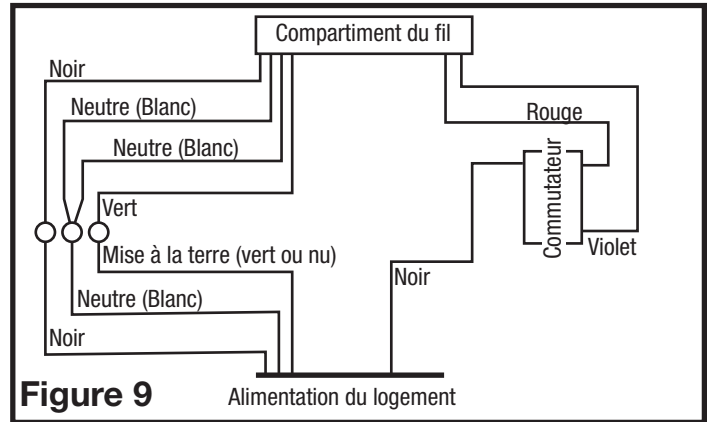 Compartiment du fil
Noir
Neutre (Blanc)
Rouge
Neutre (Blanc)
Commutateur
Vert
Mise à la terre (vert ou nu)
Violet
Noir
Neutre (Blanc)
Noir
Figure 9
Alimentation du logement